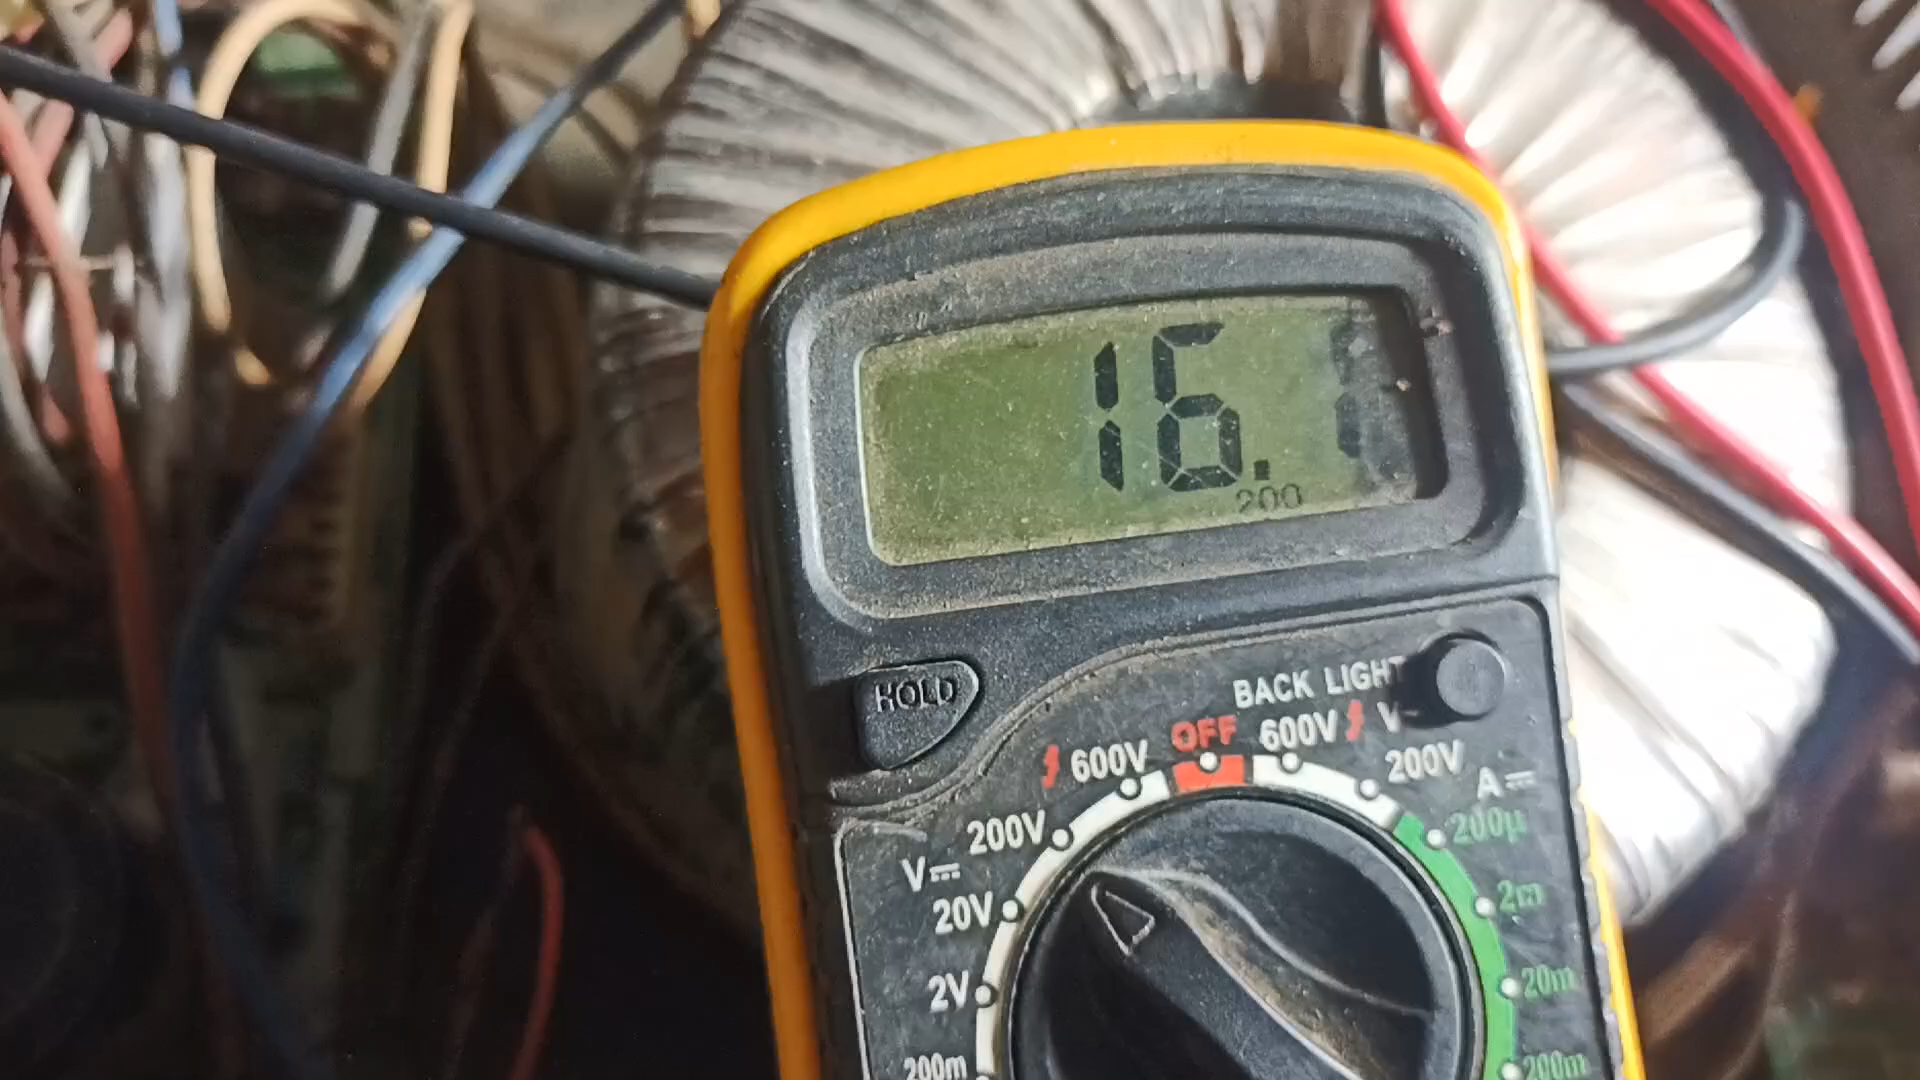 16.
200
HOLD
BACK LIGHT
600V OFF 600V V~
200V 200V
A⎓
V⎓ 200µ
20V 2m
2V 20m
200m 200m